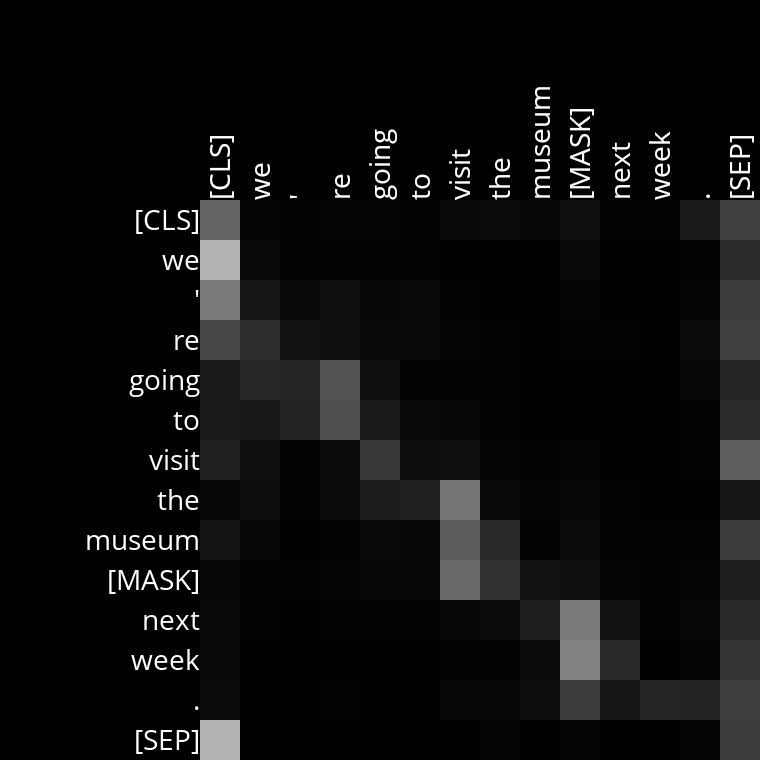 [CLS] we ' re going to visit the museum [MASK] next week . [SEP]
[CLS]
we
'
re
going
to
visit
the
museum
[MASK]
next
week
.
[SEP]